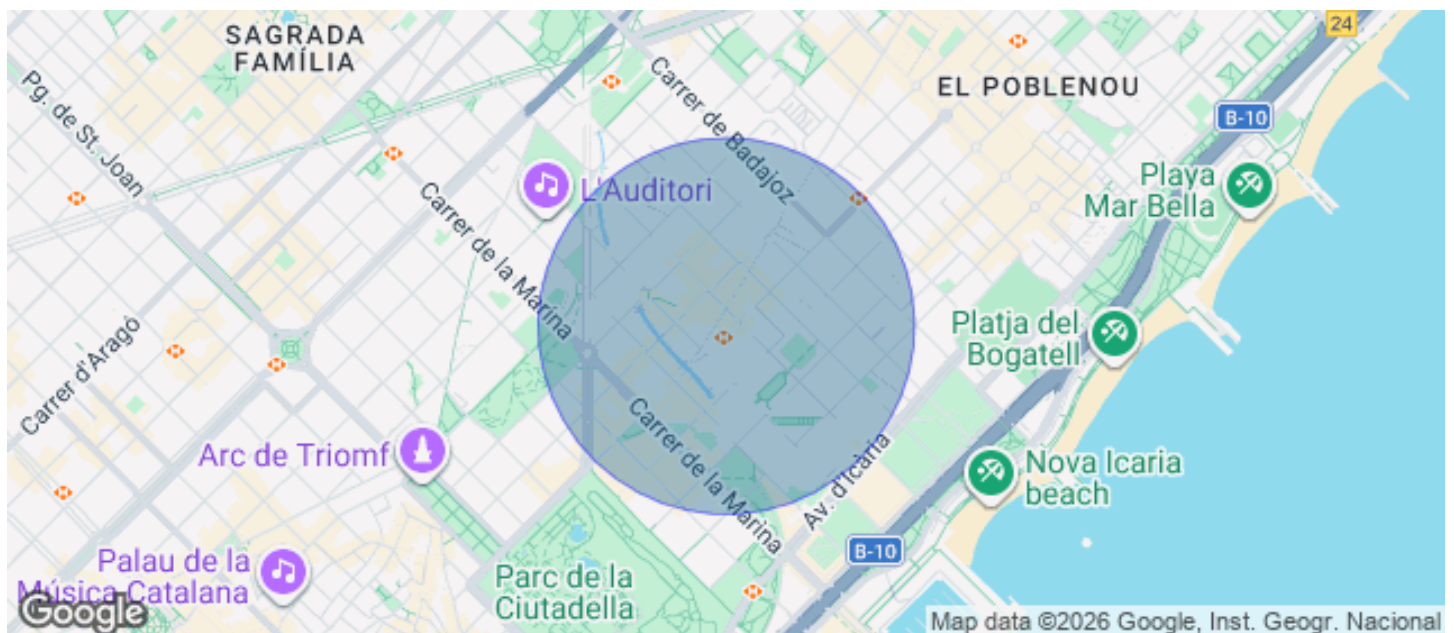 SAGRADA
FAMÍLIA
24
EL POBLENOU
Carrer de Badajoz
B-10
Pg. de St. Joan
Playa
Mar Bella
L'Auditori
Carrer de la Marina
Platja del
Bogatell
Carrer d'Aragó
Arc de Triomf
Carrer de la Marina
Av. d'Icària
Nova Icaria
beach
B-10
Palau de la
Música Catalana
Parc de la
Ciutadella
Google
Map data ©2026 Google, Inst. Geogr. Nacional